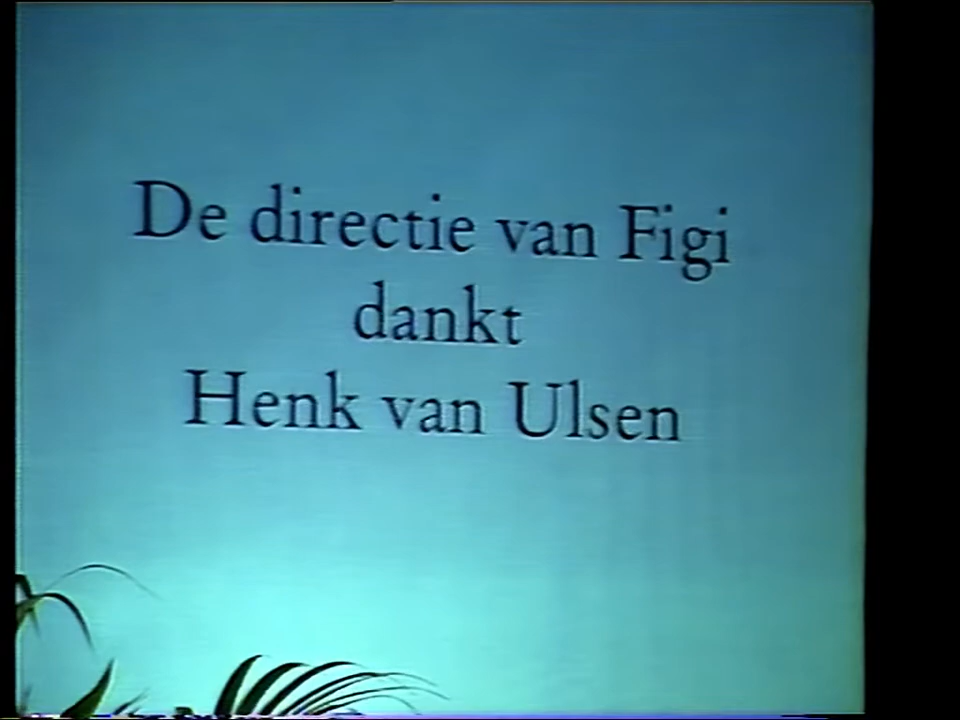 De directie van Figi
dankt
Henk van Ulsen